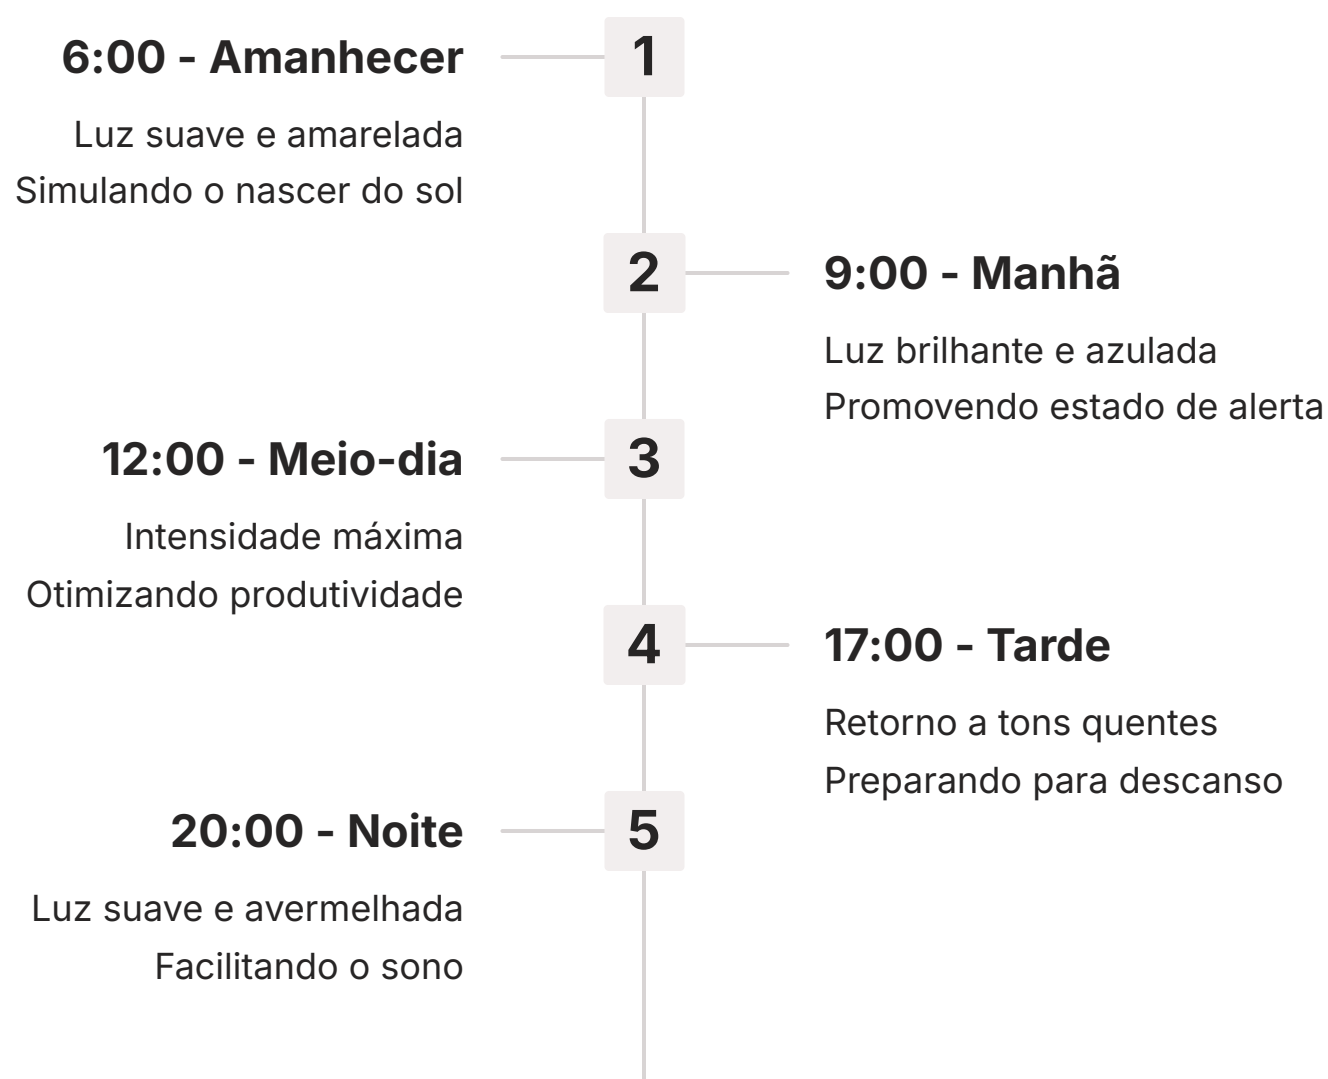 1
6:00 - Amanhecer
Luz suave e amarelada
Simulando o nascer do sol
2
9:00 - Manhã
Luz brilhante e azulada
Promovendo estado de alerta
3
12:00 - Meio-dia
Intensidade máxima
Otimizando produtividade
4
17:00 - Tarde
Retorno a tons quentes
Preparando para descanso
5
20:00 - Noite
Luz suave e avermelhada
Facilitando o sono